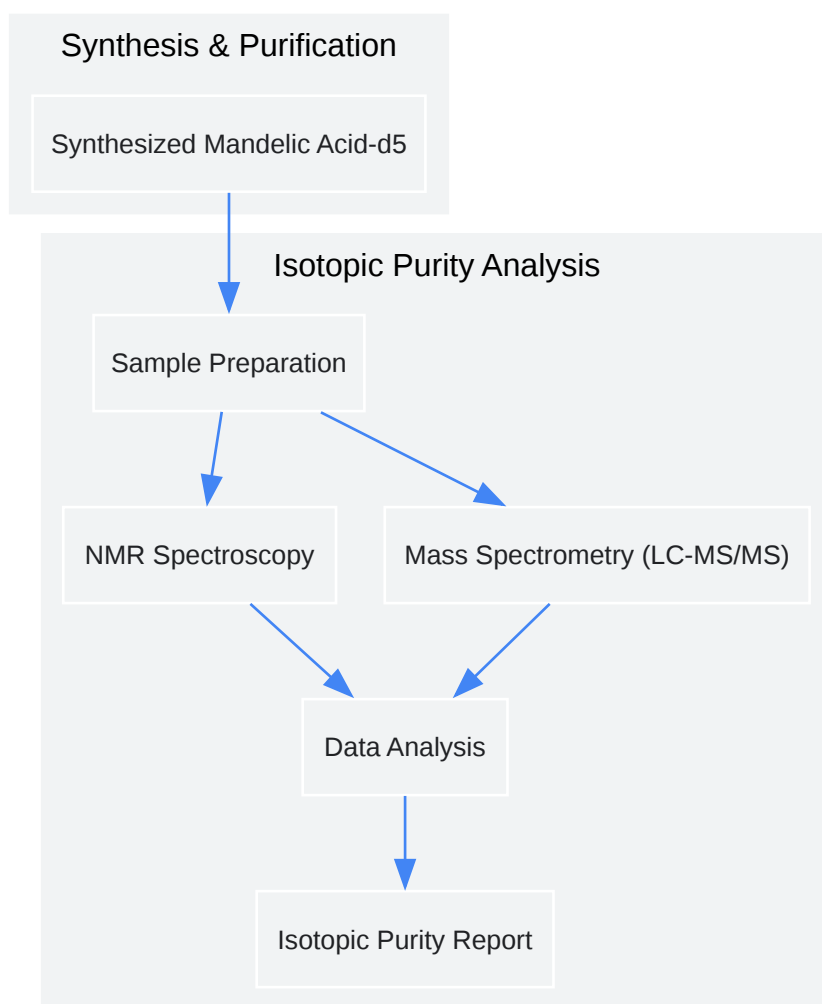 Synthesis & Purification
Synthesized Mandelic Acid-d5
Isotopic Purity Analysis
Sample Preparation
NMR Spectroscopy
Mass Spectrometry (LC-MS/MS)
Data Analysis
Isotopic Purity Report